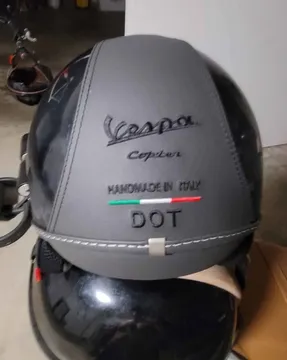 Vespa
Copter
HANDMADE IN ITALY
DOT